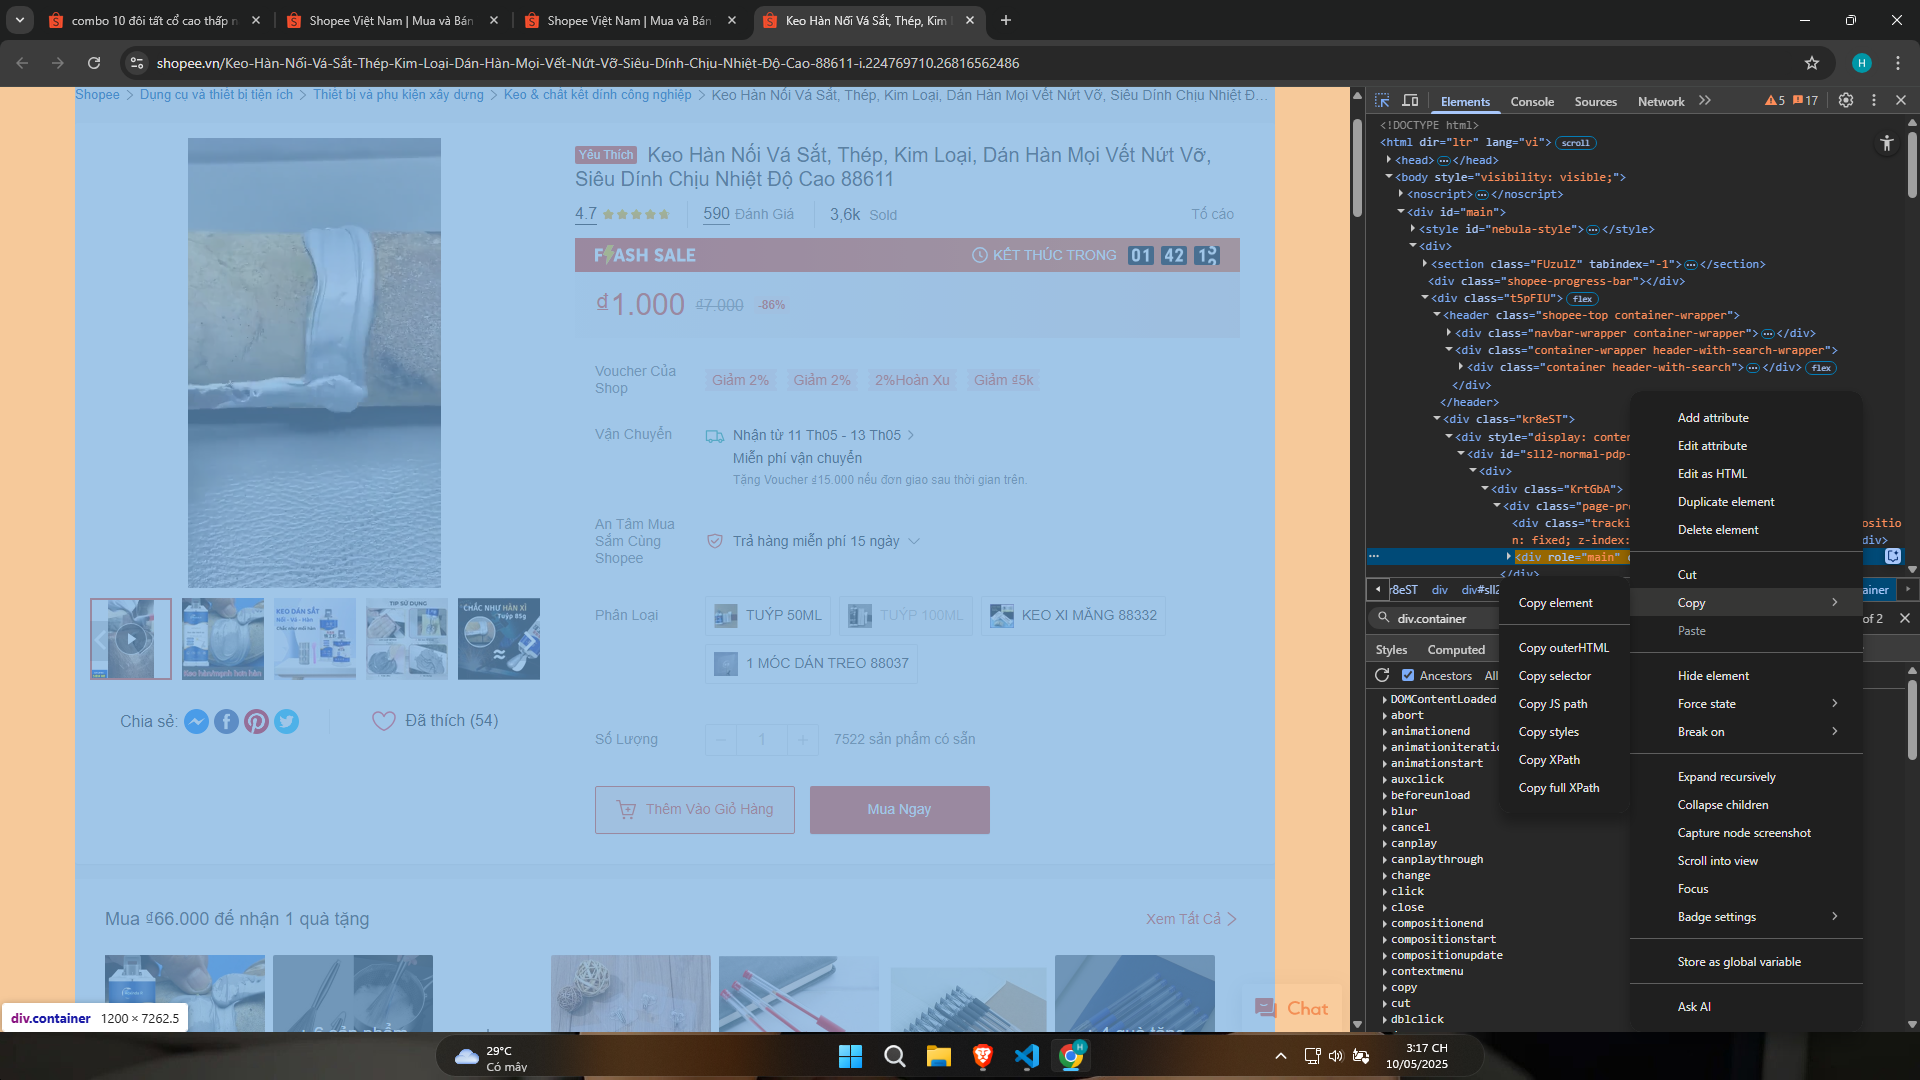 combo 10 đôi tất cổ cao thấp n
Shopee Việt Nam | Mua và Bán
Shopee Việt Nam | Mua và Bán
Keo Hàn Nối Vá Sắt, Thép, Kim
shopee.vn/Keo-Hàn-Nối-Vá-Sắt-Thép-Kim-Loại-Dán-Hàn-Mọi-Vết-Nứt-Vỡ-Siêu-Dính-Chịu-Nhiệt-Độ-Cao-88611-i.224769710.26816562486
H
Shopee > Dụng cụ và thiết bị tiện ích > Thiết bị và phụ kiện xây dựng > Keo & chất kết dính công nghiệp > Keo Hàn Nối Vá Sắt, Thép, Kim Loại, Dán Hàn Mọi Vết Nứt Vỡ, Siêu Dính Chịu Nhiệt Đ...
Yêu Thích Keo Hàn Nối Vá Sắt, Thép, Kim Loại, Dán Hàn Mọi Vết Nứt Vỡ,
Siêu Dính Chịu Nhiệt Độ Cao 88611
4.7 590 Đánh Giá 3,6k Sold Tố cáo
FLASH SALE KẾT THÚC TRONG 01 42
₫1.000 ₫7.000 -86%
Voucher Của
Shop
Giảm 2% Giảm 2% 2%Hoàn Xu Giảm ₫5k
Vận Chuyển Nhận từ 11 Th05 - 13 Th05 >
Miễn phí vận chuyển
Tặng Voucher ₫15.000 nếu đơn giao sau thời gian trên.
An Tâm Mua
Sắm Cùng
Shopee
Trả hàng miễn phí 15 ngày
Phân Loại TUÝP 50ML TUÝP 100ML KEO XI MĂNG 88332
1 MÓC DÁN TREO 88037
KEO DÁN SẮT
TIP SỬ DỤNG
CHẮC NHƯ HÀN XÌ
Tuýp 85g
Chia sẻ: Đã thích (54)
Số Lượng 1 7522 sản phẩm có sẵn
Thêm Vào Giỏ Hàng Mua Ngay
Mua ₫66.000 để nhận 1 quà tặng Xem Tất Cả >
Chat
div.container 1200 × 7262.5
Elements Console Sources Network 5 17
<!DOCTYPE html>
<html dir="ltr" lang="vi"> scroll
<head>…</head>
<body style="visibility: visible;">
<noscript>…</noscript>
<div id="main">
<style id="nebula-style">…</style>
<div>
<section class="FUzulZ" tabindex="-1">…</section>
<div class="shopee-progress-bar"></div>
<div class="t5pFIU"> flex
<header class="shopee-top container-wrapper">
<div class="navbar-wrapper container-wrapper">…</div>
<div class="container-wrapper header-with-search-wrapper">
<div class="container header-with-search">…</div> flex
</div>
</header>
<div class="kr8eST">
<div style="display: conten
<div id="sll2-normal-pdp-
<div>
<div class="KrtGbA">
<div class="page-pro
<div class="tracki ositio
n: fixed; z-index: div>
<div role="main"
</div>
r8eST div div#sll2 ainer
div.container of 2
Styles Computed
Ancestors All
DOMContentLoaded
abort
animationend
animationiteratio
animationstart
auxclick
beforeunload
blur
cancel
canplay
canplaythrough
change
click
close
compositionend
compositionstart
compositionupdate
contextmenu
copy
cut
dblclick
Add attribute
Edit attribute
Edit as HTML
Duplicate element
Delete element
Cut
Copy
Paste
Hide element
Force state
Break on
Expand recursively
Collapse children
Capture node screenshot
Scroll into view
Focus
Badge settings
Store as global variable
Ask AI
Copy element
Copy outerHTML
Copy selector
Copy JS path
Copy styles
Copy XPath
Copy full XPath
29°C
Có mây
H
3:17 CH
10/05/2025